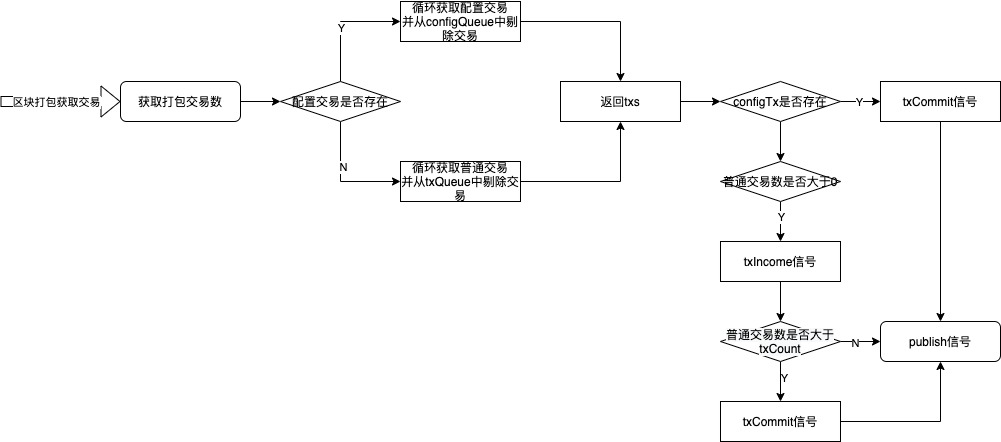 区块打包获取交易
获取打包交易数
配置交易是否存在
Y
循环获取配置交易
并从configQueue中剔
除交易
N
循环获取普通交易
并从txQueue中剔除交
易
返回txs
configTx是否存在
Y
txCommit信号
普通交易数是否大于0
Y
txIncome信号
普通交易数是否大于
txCount
N
publish信号
Y
txCommit信号